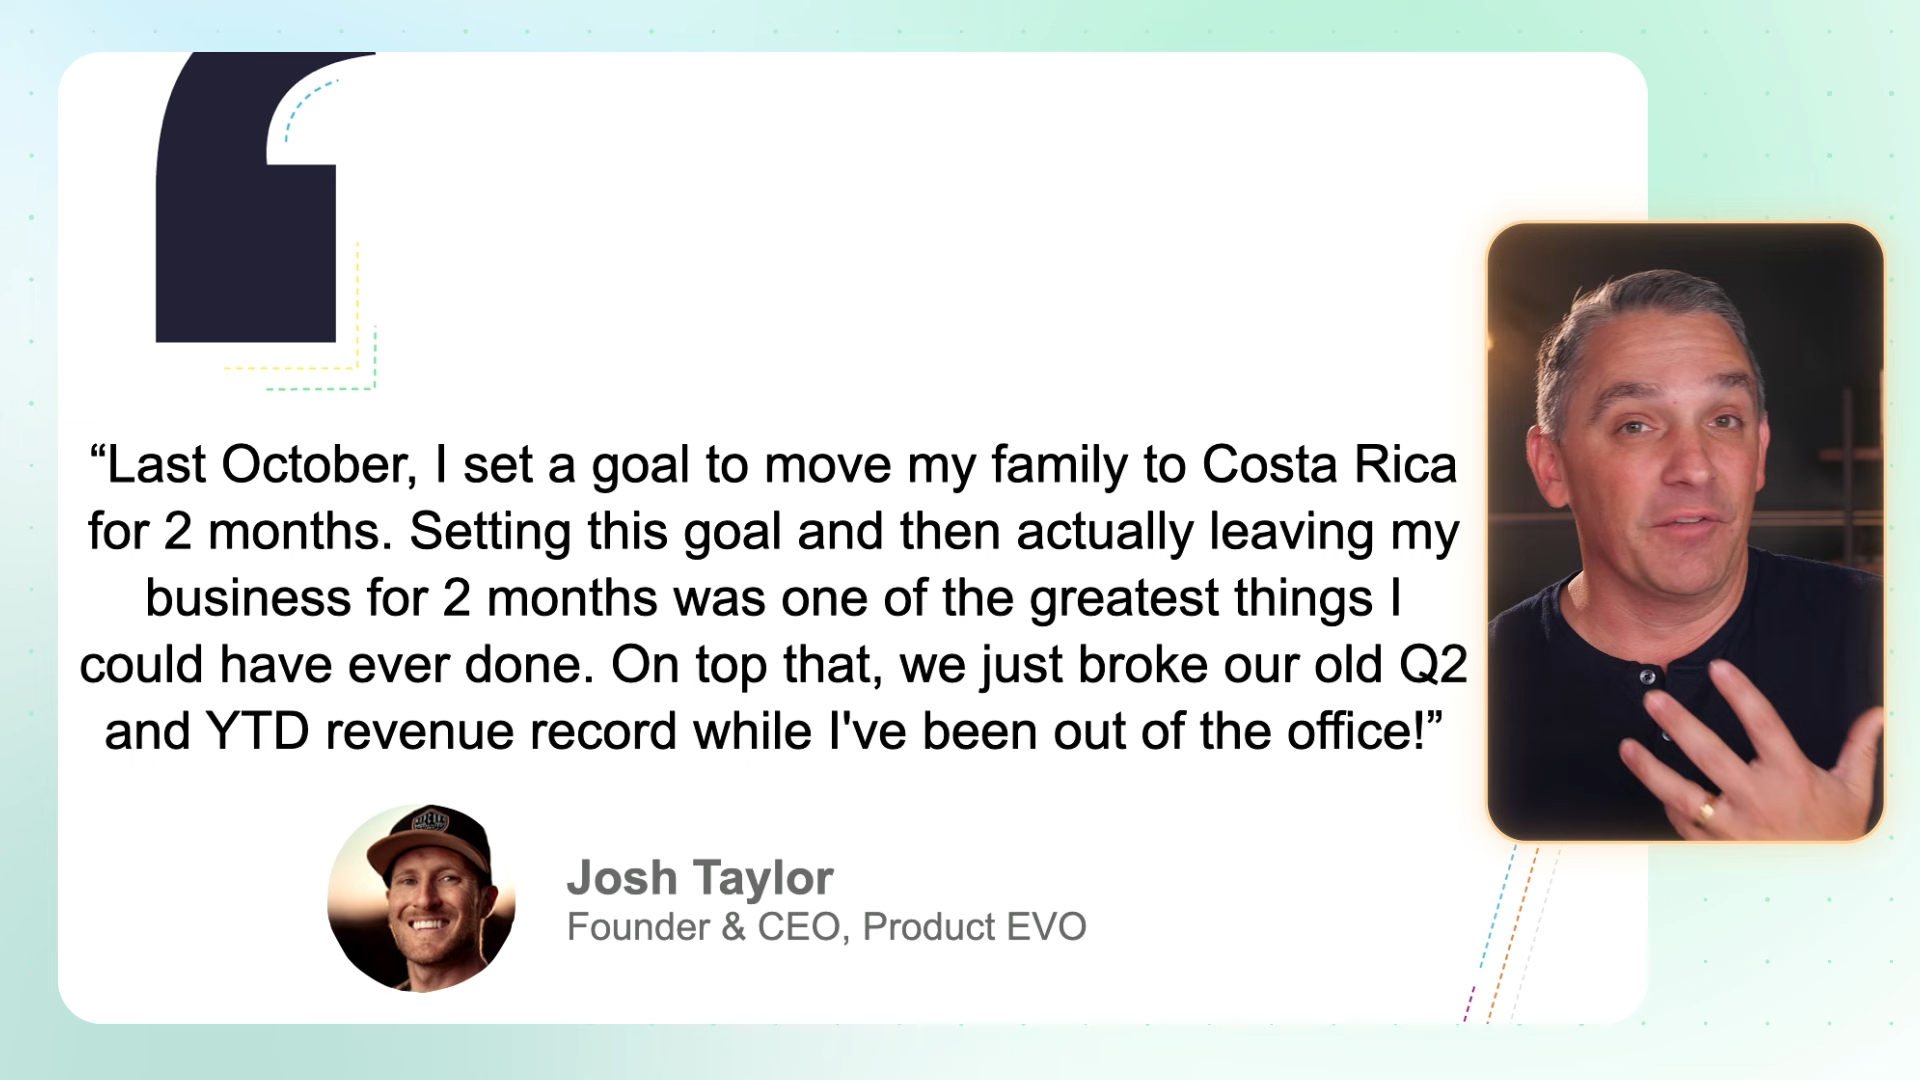 “Last October, I set a goal to move my family to Costa Rica
for 2 months. Setting this goal and then actually leaving my
business for 2 months was one of the greatest things I
could have ever done. On top that, we just broke our old Q2
and YTD revenue record while I've been out of the office!”
Josh Taylor
Founder & CEO, Product EVO